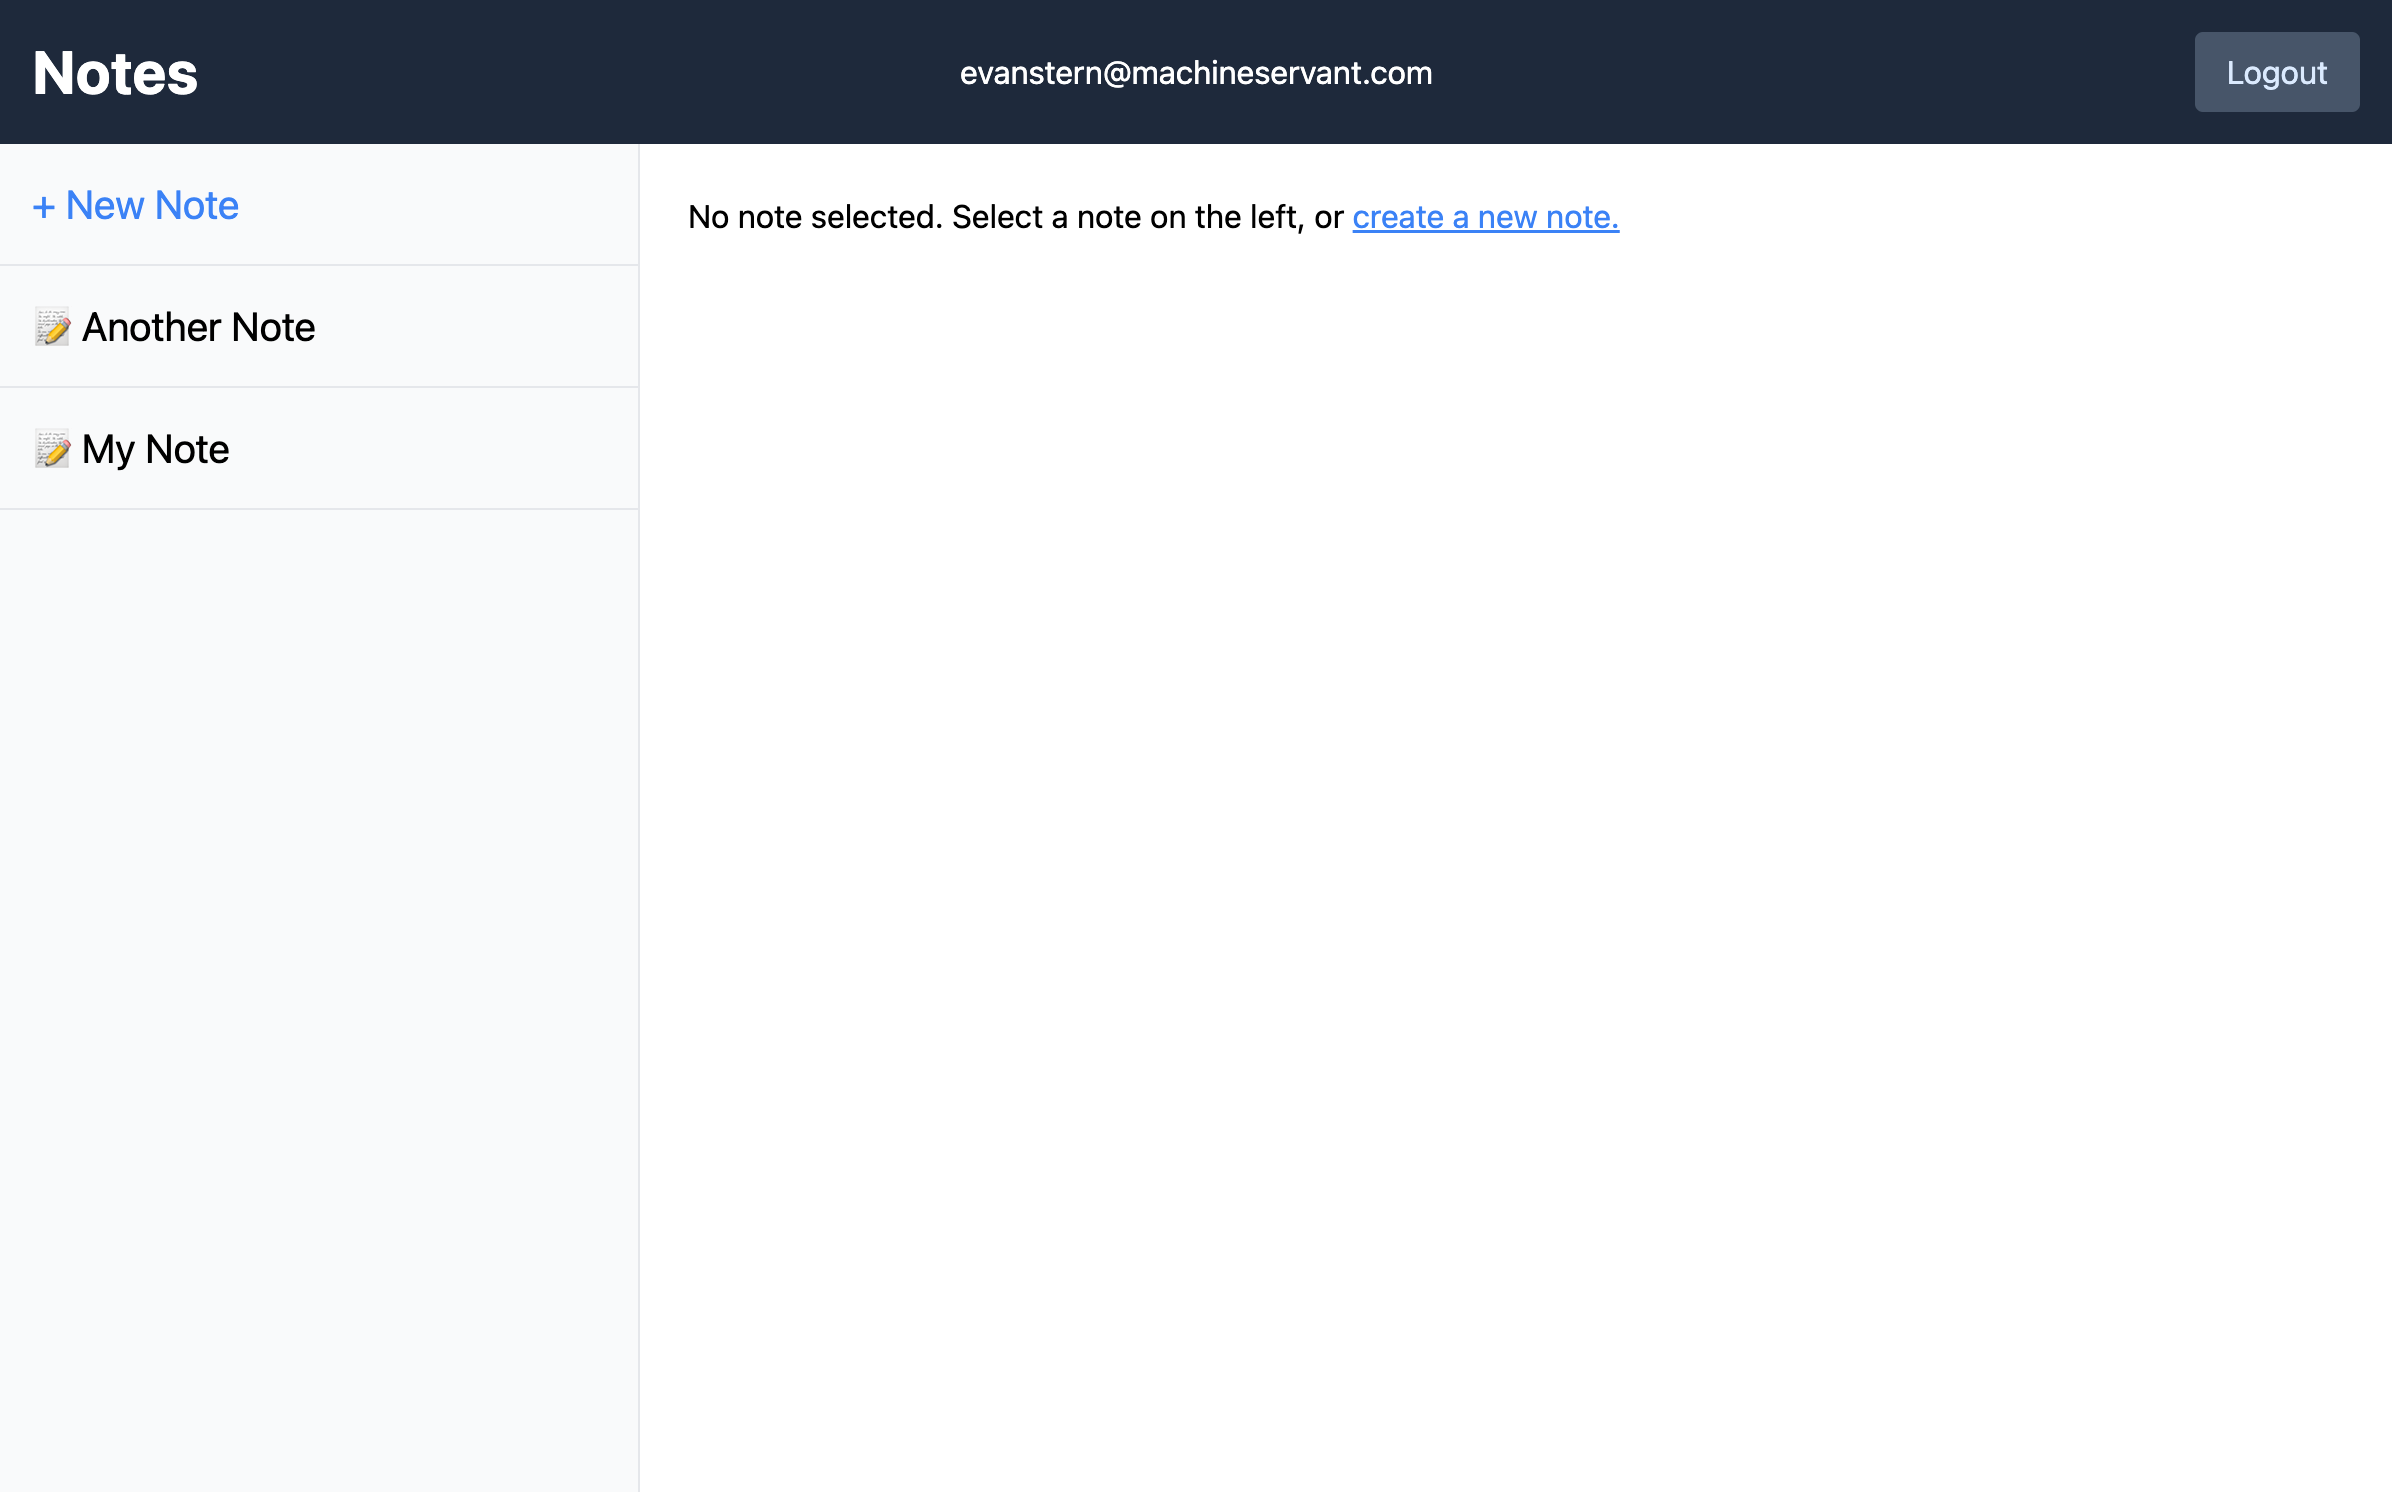 Notes
evanstern@machineservant.com
Logout
+ New Note
📝 Another Note
📝 My Note
No note selected. Select a note on the left, or create a new note.